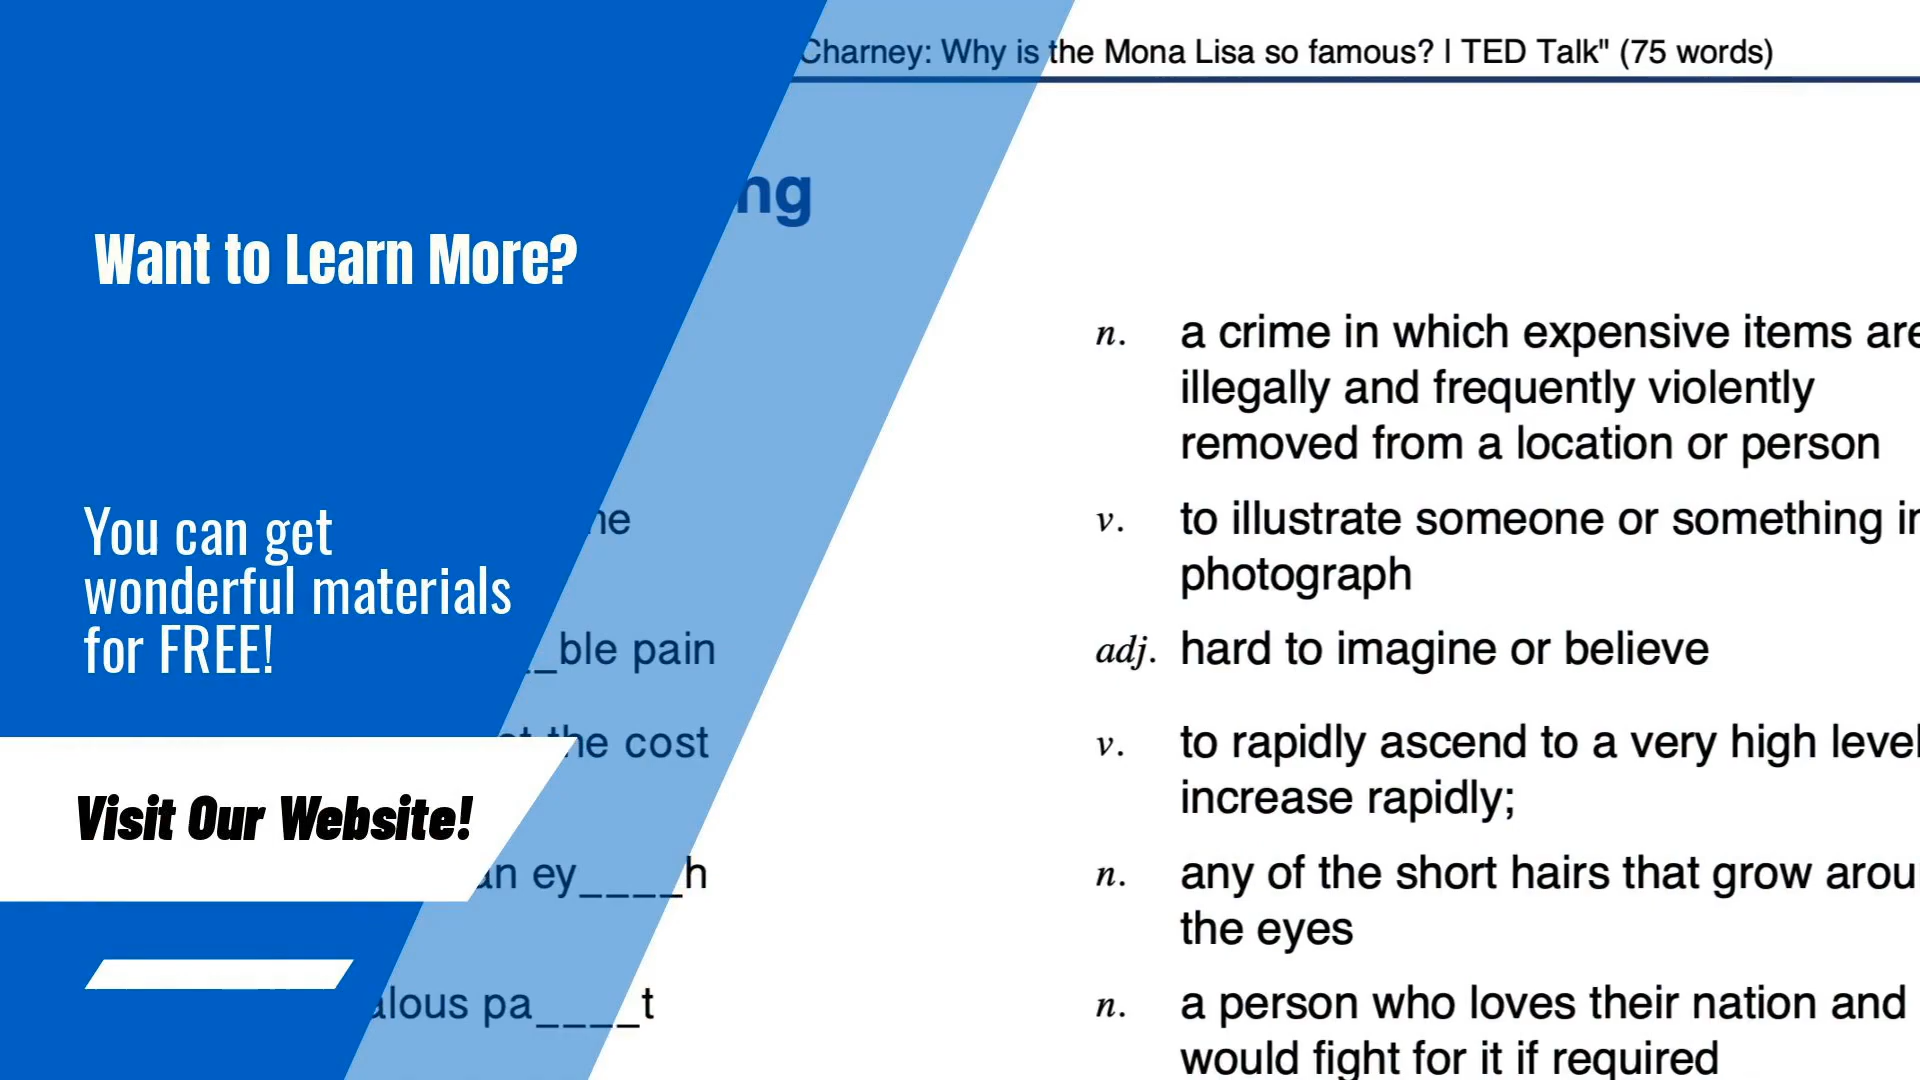 Charney: Why is the Mona Lisa so famous? | TED Talk" (75 words)
ng
Want to Learn More?
You can get
wonderful materials
for FREE!
Visit Our Website!
n. a crime in which expensive items are
illegally and frequently violently
removed from a location or person
v. to illustrate someone or something in
photograph
__ble pain
adj. hard to imagine or believe
the cost
v. to rapidly ascend to a very high level
increase rapidly;
an ey____h
n. any of the short hairs that grow arou
the eyes
alous pa____t
n. a person who loves their nation and
would fight for it if required